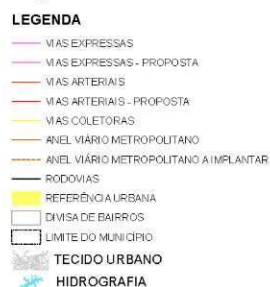 LEGENDA
VIAS EXPRESSAS
VIAS EXPRESSAS - PROPOSTA
VIAS ARTERIAIS
VIAS ARTERIAIS - PROPOSTA
VIAS COLETORAS
ANEL VIÁRIO METROPOLITANO
ANEL VIÁRIO METROPOLITANO A IMPLANTAR
RODOVIAS
REFERÊNCIA URBANA
DIVISA DE BAIRROS
LIMITE DO MUNICÍPIO
TECIDO URBANO
HIDROGRAFIA